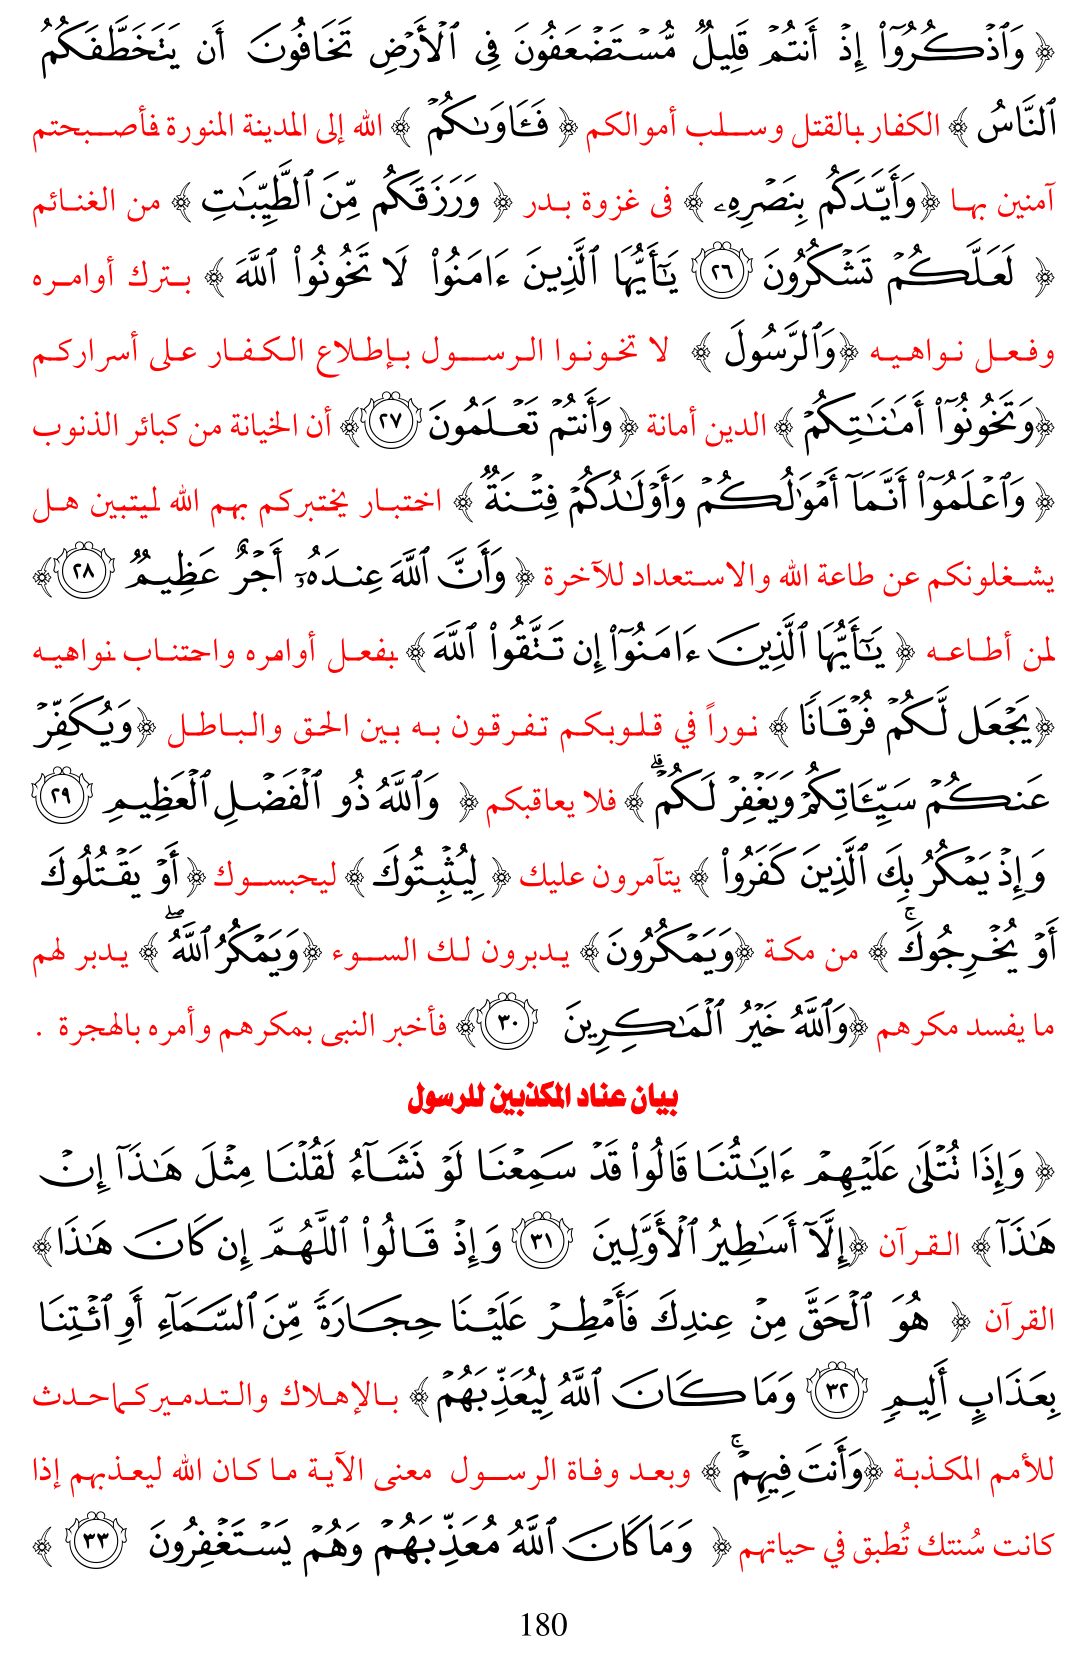 ﴿ وَٱذْكُرُوٓا۟ إِذْ أَنتُمْ قَلِيلٌ مُّسْتَضْعَفُونَ فِى ٱلْأَرْضِ تَخَافُونَ أَن يَتَخَطَّفَكُمُ
ٱلنَّاسُ ﴾ الكفار بالقتل وسلب أموالكم ﴿ فَـَٔاوَىٰكُمْ ﴾ الله إلى المدينة المنورة فأصبحتم
آمنين بها ﴿وَأَيَّدَكُم بِنَصْرِهِۦ ﴾ فى غزوة بدر ﴿ وَرَزَقَكُم مِّنَ ٱلطَّيِّبَٰتِ ﴾ من الغنائم
﴿ لَعَلَّكُمْ تَشْكُرُونَ ٢٦ يَٰٓأَيُّهَا ٱلَّذِينَ ءَامَنُوا۟ لَا تَخُونُوا۟ ٱللَّهَ ﴾ بترك أوامره
وفعل نواهيه ﴿وَٱلرَّسُولَ ﴾ لا تخونوا الرسول بإطلاع الكفار على أسراركم
﴿وَتَخُونُوٓا۟ أَمَٰنَٰتِكُمْ ﴾ الدين أمانة ﴿ وَأَنتُمْ تَعْلَمُونَ ٢٧﴾ أن الخيانة من كبائر الذنوب
﴿ وَٱعْلَمُوٓا۟ أَنَّمَآ أَمْوَٰلُكُمْ وَأَوْلَٰدُكُمْ فِتْنَةٌ ﴾ اختبار يختبركم بهم الله ليتبين هل
يشغلونكم عن طاعة الله والاستعداد للآخرة ﴿ وَأَنَّ ٱللَّهَ عِندَهُۥٓ أَجْرٌ عَظِيمٌ ٢٨﴾
لمن أطاعه ﴿ يَٰٓأَيُّهَا ٱلَّذِينَ ءَامَنُوٓا۟ إِن تَتَّقُوا۟ ٱللَّهَ ﴾ بفعل أوامره واحتناب نواهيه
﴿يَجْعَل لَّكُمْ فُرْقَانًا ﴾ نوراً في قلوبكم تفرقون به بين الحق والباطل ﴿وَيُكَفِّرْ
عَنكُمْ سَيِّـَٔاتِكُمْ وَيَغْفِرْ لَكُمْ ۗ ﴾ فلا يعاقبكم ﴿ وَٱللَّهُ ذُو ٱلْفَضْلِ ٱلْعَظِيمِ ٢٩
وَإِذْ يَمْكُرُ بِكَ ٱلَّذِينَ كَفَرُوا۟ ﴾ يتآمرون عليك ﴿ لِيُثْبِتُوكَ ﴾ ليحبسوك ﴿أَوْ يَقْتُلُوكَ
أَوْ يُخْرِجُوكَ ۚ ﴾ من مكة ﴿وَيَمْكُرُونَ﴾ يدبرون لك السوء ﴿وَيَمْكُرُ ٱللَّهُ ۖ ﴾ يدبر لهم
ما يفسد مكرهم ﴿وَٱللَّهُ خَيْرُ ٱلْمَٰكِرِينَ ٣٠﴾ فأخبر النبى بمكرهم وأمره بالهجرة .
بيان عناد المكذبين للرسول
﴿ وَإِذَا تُتْلَىٰ عَلَيْهِمْ ءَايَٰتُنَا قَالُوا۟ قَدْ سَمِعْنَا لَوْ نَشَآءُ لَقُلْنَا مِثْلَ هَٰذَآ إِنْ
هَٰذَآ ﴾ القرآن ﴿إِلَّآ أَسَٰطِيرُ ٱلْأَوَّلِينَ ٣١ وَإِذْ قَالُوا۟ ٱللَّهُمَّ إِن كَانَ هَٰذَا﴾
القرآن ﴿ هُوَ ٱلْحَقَّ مِنْ عِندِكَ فَأَمْطِرْ عَلَيْنَا حِجَارَةً مِّنَ ٱلسَّمَآءِ أَوِ ٱئْتِنَا
بِعَذَابٍ أَلِيمٍ ٣٢ وَمَا كَانَ ٱللَّهُ لِيُعَذِّبَهُمْ ﴾ بالإهلاك والتدمير كما حدث
للأمم المكذبة ﴿وَأَنتَ فِيهِمْ ۚ ﴾ وبعد وفاة الرسول معنى الآية ما كان الله ليعذبهم إذا
كانت سُنتك تُطبق في حياتهم ﴿ وَمَا كَانَ ٱللَّهُ مُعَذِّبَهُمْ وَهُمْ يَسْتَغْفِرُونَ ٣٣ ﴾
180